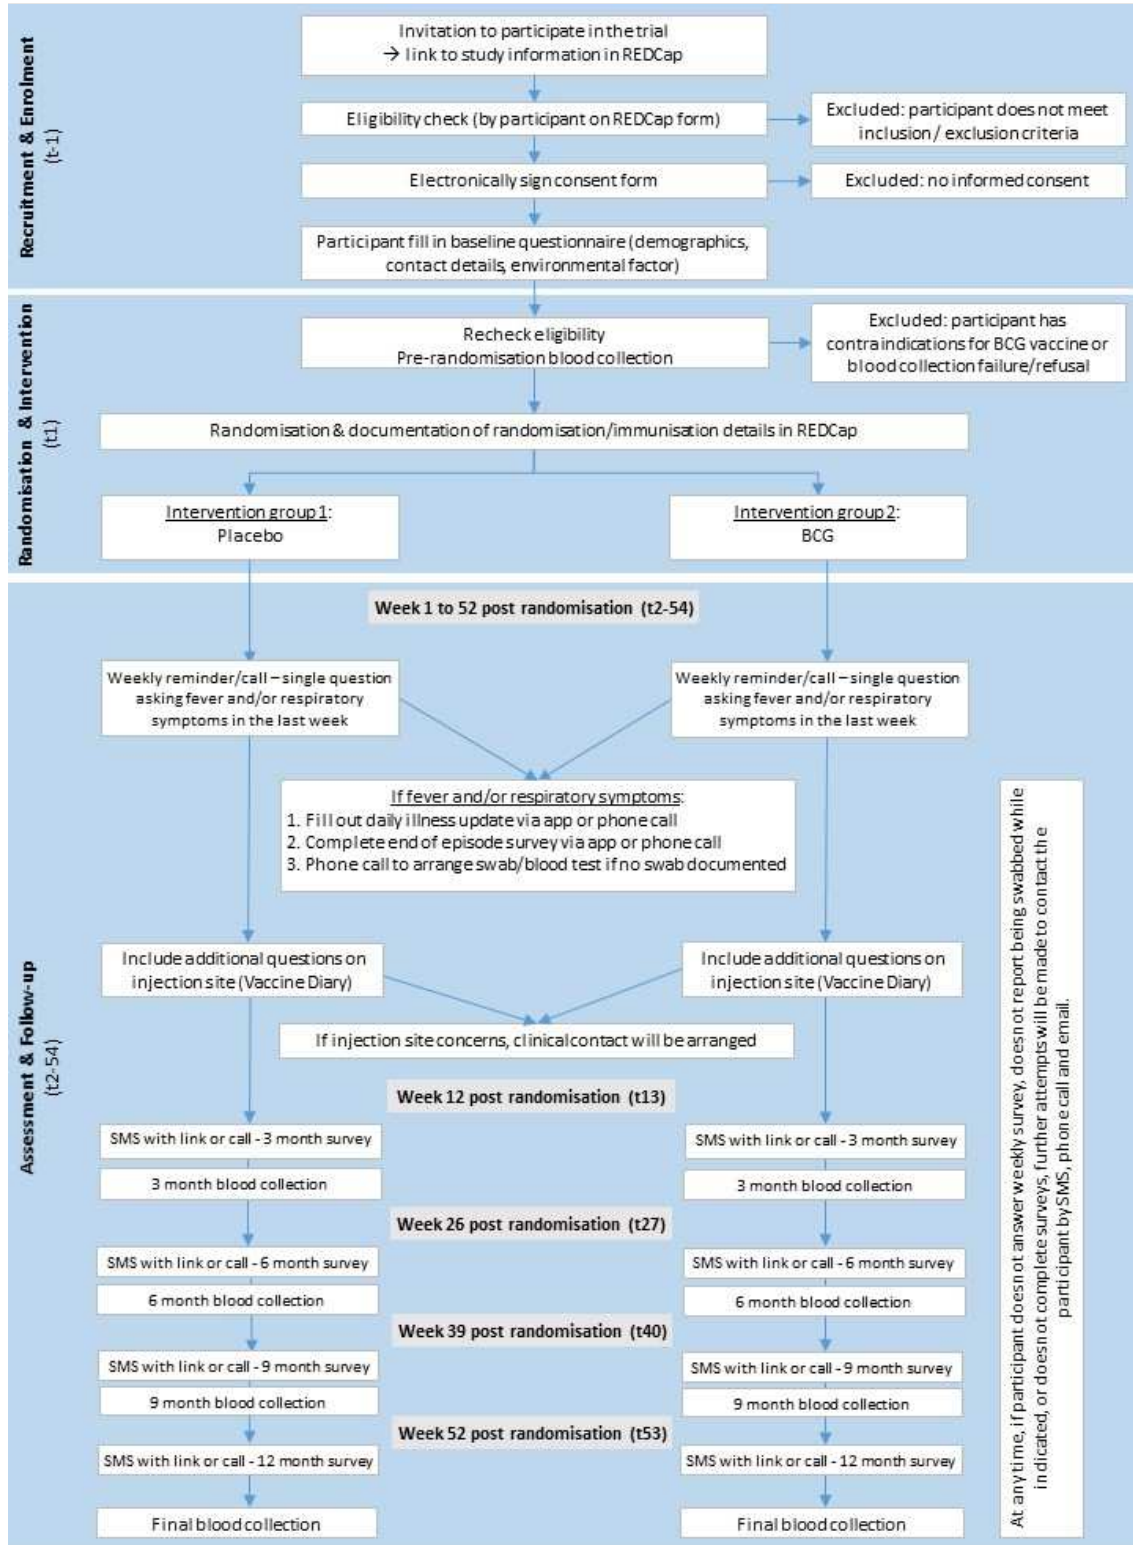 Recruitment & Enrolment
(t-1)
Invitation to participate in the trial
→ link to study information in REDCap
Eligibility check (by participant on REDCap form)
Excluded: participant does not meet
inclusion / exclusion criteria
Electronically sign consent form
Excluded: no informed consent
Participant fill in baseline questionnaire (demographics,
contact details, environmental factor)
Randomisation & Intervention
(t1)
Recheck eligibility
Pre-randomisation blood collection
Excluded: participant has
contraindications for BCG vaccine or
blood collection failure/refusal
Randomisation & documentation of randomisation/immunisation details in REDCap
Intervention group 1:
Placebo
Intervention group 2:
BCG
Assessment & Follow-up
(t2-54)
Week 1 to 52 post randomisation (t2-54)
Weekly reminder/call – single question
asking fever and/or respiratory
symptoms in the last week
Weekly reminder/call – single question
asking fever and/or respiratory
symptoms in the last week
If fever and/or respiratory symptoms:
1. Fill out daily illness update via app or phone call
2. Complete end of episode survey via app or phone call
3. Phone call to arrange swab/blood test if no swab documented
Include additional questions on
injection site (Vaccine Diary)
Include additional questions on
injection site (Vaccine Diary)
If injection site concerns, clinical contact will be arranged
Week 12 post randomisation (t13)
SMS with link or call - 3 month survey
SMS with link or call - 3 month survey
3 month blood collection
3 month blood collection
Week 26 post randomisation (t27)
SMS with link or call - 6 month survey
SMS with link or call - 6 month survey
6 month blood collection
6 month blood collection
Week 39 post randomisation (t40)
SMS with link or call - 9 month survey
SMS with link or call - 9 month survey
9 month blood collection
9 month blood collection
Week 52 post randomisation (t53)
SMS with link or call - 12 month survey
SMS with link or call - 12 month survey
Final blood collection
Final blood collection
At any time, if participant does not answer weekly survey, does not report being swabbed while
indicated, or does not complete surveys, further attempts will be made to contact the
participant by SMS, phone call and email.